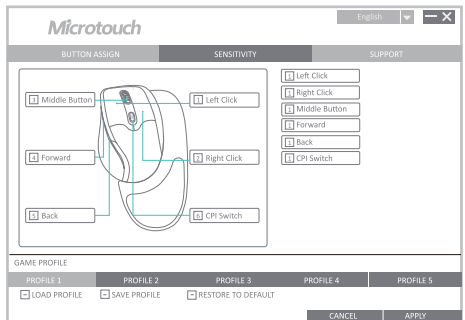 English
Microtouch
BUTTON ASSIGN
SENSITIVITY
SUPPORT
3 Middle Button
1 Left Click
4 Forward
2 Right Click
5 Back
6 CPI Switch
1 Left Click
1 Right Click
1 Middle Button
1 Forward
1 Back
1 CPI Switch
GAME PROFILE
PROFILE 1
PROFILE 2
PROFILE 3
PROFILE 4
PROFILE 5
LOAD PROFILE
SAVE PROFILE
RESTORE TO DEFAULT
CANCEL
APPLY